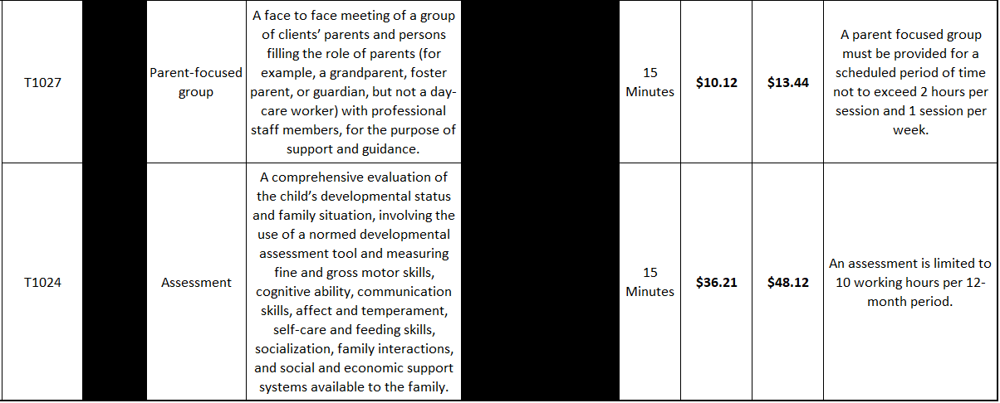 T1027
Parent-focused
group
A face to face meeting of a group
of clients’ parents and persons
filling the role of parents (for
example, a grandparent, foster
parent, or guardian, but not a day-
care worker) with professional
staff members, for the purpose of
support and guidance.
15
Minutes
$10.12
$13.44
A parent focused group
must be provided for a
scheduled period of time
not to exceed 2 hours per
session and 1 session per
week.
T1024
Assessment
A comprehensive evaluation of
the child’s developmental status
and family situation, involving the
use of a normed developmental
assessment tool and measuring
fine and gross motor skills,
cognitive ability, communication
skills, affect and temperament,
self-care and feeding skills,
socialization, family interactions,
and social and economic support
systems available to the family.
15
Minutes
$36.21
$48.12
An assessment is limited to
10 working hours per 12-
month period.